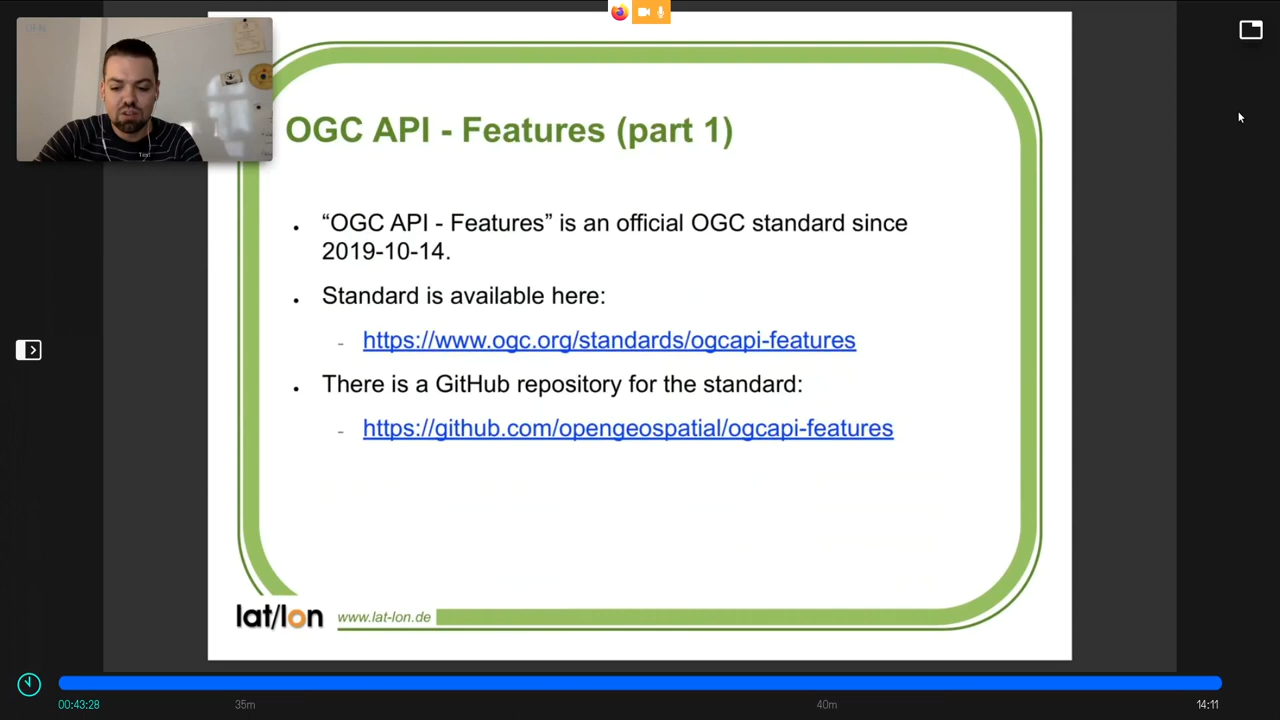 OGC API - Features (part 1)
“OGC API - Features” is an official OGC standard since
2019-10-14.
Standard is available here:
https://www.ogc.org/standards/ogcapi-features
There is a GitHub repository for the standard:
https://github.com/opengeospatial/ogcapi-features
lat/lon
www.lat-lon.de
00:43:28
35m
40m
14:11